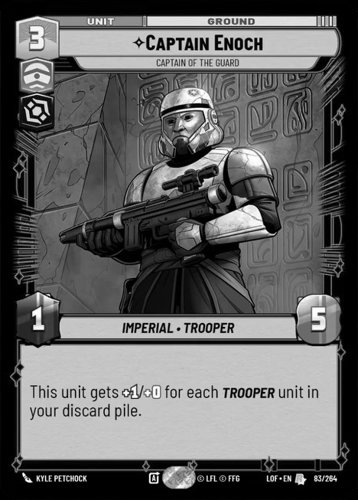 UNIT
GROUND
3
CAPTAIN ENOCH
CAPTAIN OF THE GUARD
1
IMPERIAL • TROOPER
5
This unit gets +1/+0 for each TROOPER unit in
your discard pile.
KYLE PETCHOCK
A
© LFL © FFG
LOF • EN
83/264